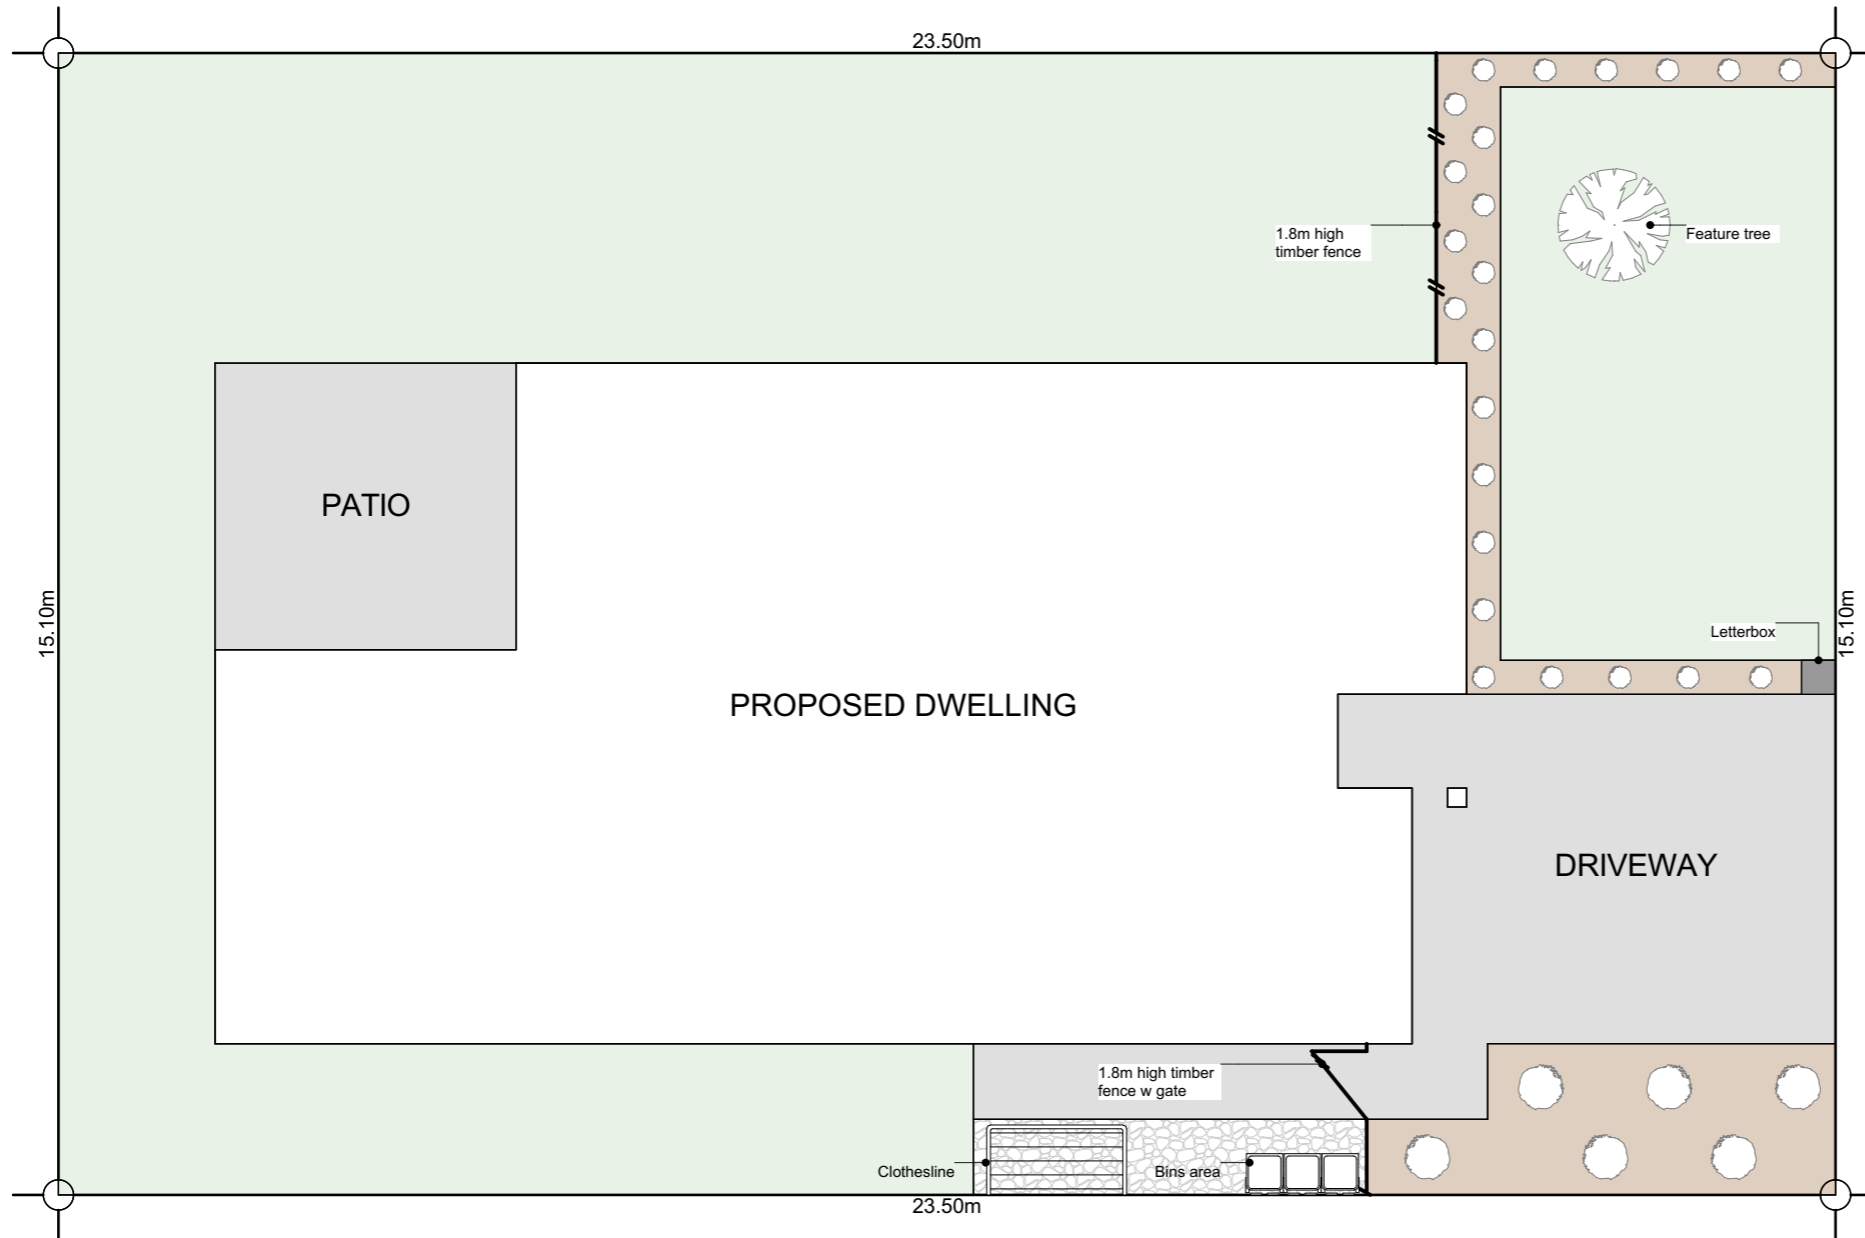 23.50m
1.8m high
timber fence
Feature tree
PATIO
15.10m
15.10m
Letterbox
PROPOSED DWELLING
DRIVEWAY
1.8m high timber
fence w gate
Clothesline
Bins area
23.50m